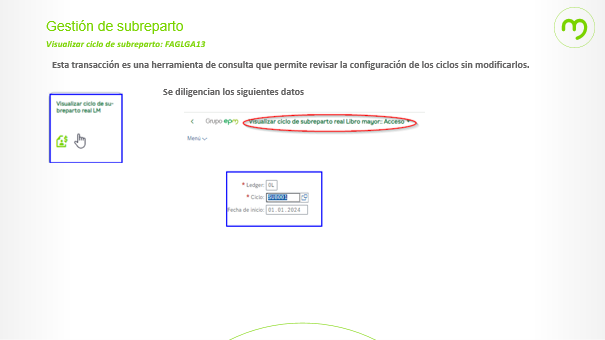 Gestión de subreparto
Visualizar ciclo de subreparto: FAGLGA13
Esta transacción es una herramienta de consulta que permite revisar la configuración de los ciclos sin modificarlos.
Se diligencian los siguientes datos
Visualizar ciclo de su-
breparto real LM
Grupo epm
Visualizar ciclo de subreparto real Libro mayor: Acceso
Menú
* Ledger: 0L
* Ciclo:
Fecha de inicio: 01.01.2024